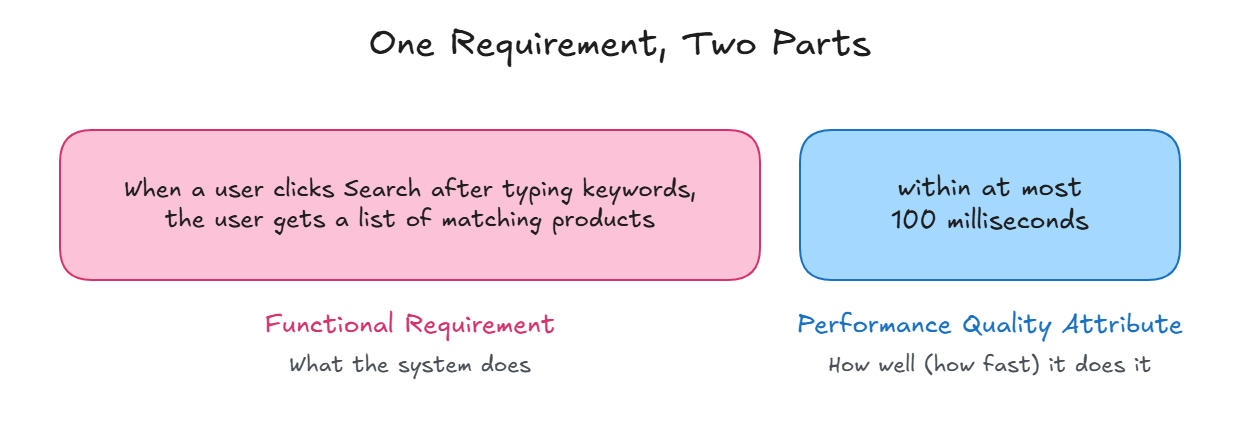 One Requirement, Two Parts
When a user clicks Search after typing keywords,
the user gets a list of matching products
within at most
100 milliseconds
Functional Requirement
What the system does
Performance Quality Attribute
How well (how fast) it does it